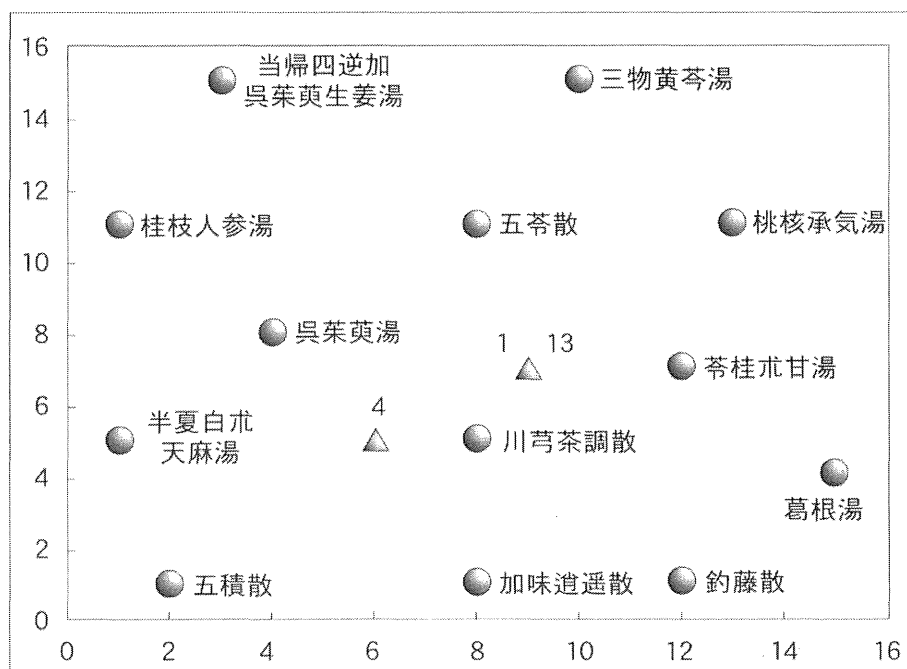 16
当帰四逆加
呉茱萸生姜湯
三物黄芩湯
14
12
桂枝人参湯
五苓散
桃核承気湯
10
8
呉茱萸湯
1 13
苓桂朮甘湯
6
4
半夏白朮
天麻湯
川芎茶調散
4
葛根湯
2
五積散
加味逍遥散
釣藤散
0
0 2 4 6 8 10 12 14 16